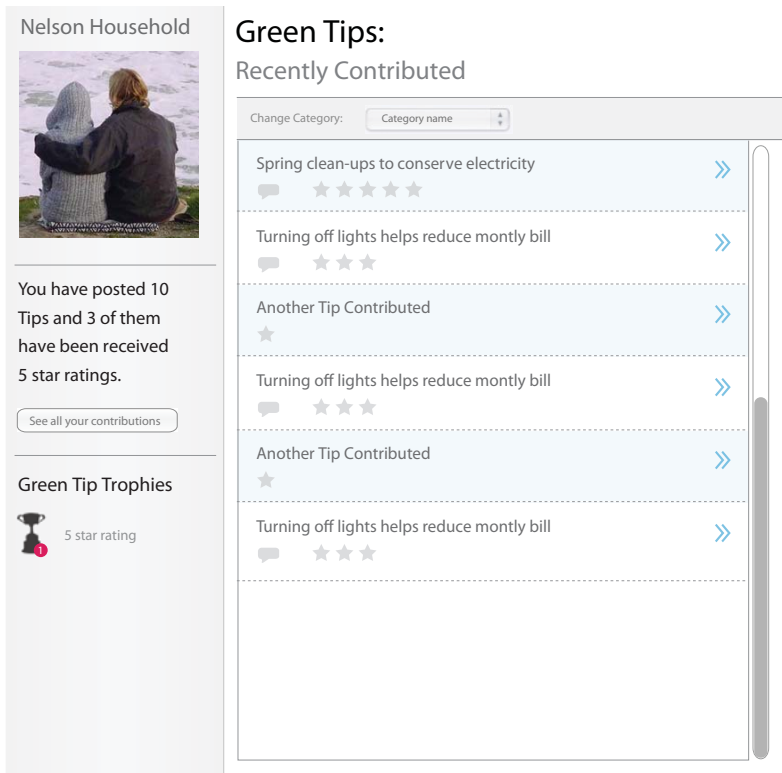 Nelson Household
You have posted 10
Tips and 3 of them
have been received
5 star ratings.
See all your contributions
Green Tip Trophies
1
5 star rating
Green Tips:
Recently Contributed
Change Category:
Category name
Spring clean-ups to conserve electricity
Turning off lights helps reduce montly bill
Another Tip Contributed
Turning off lights helps reduce montly bill
Another Tip Contributed
Turning off lights helps reduce montly bill